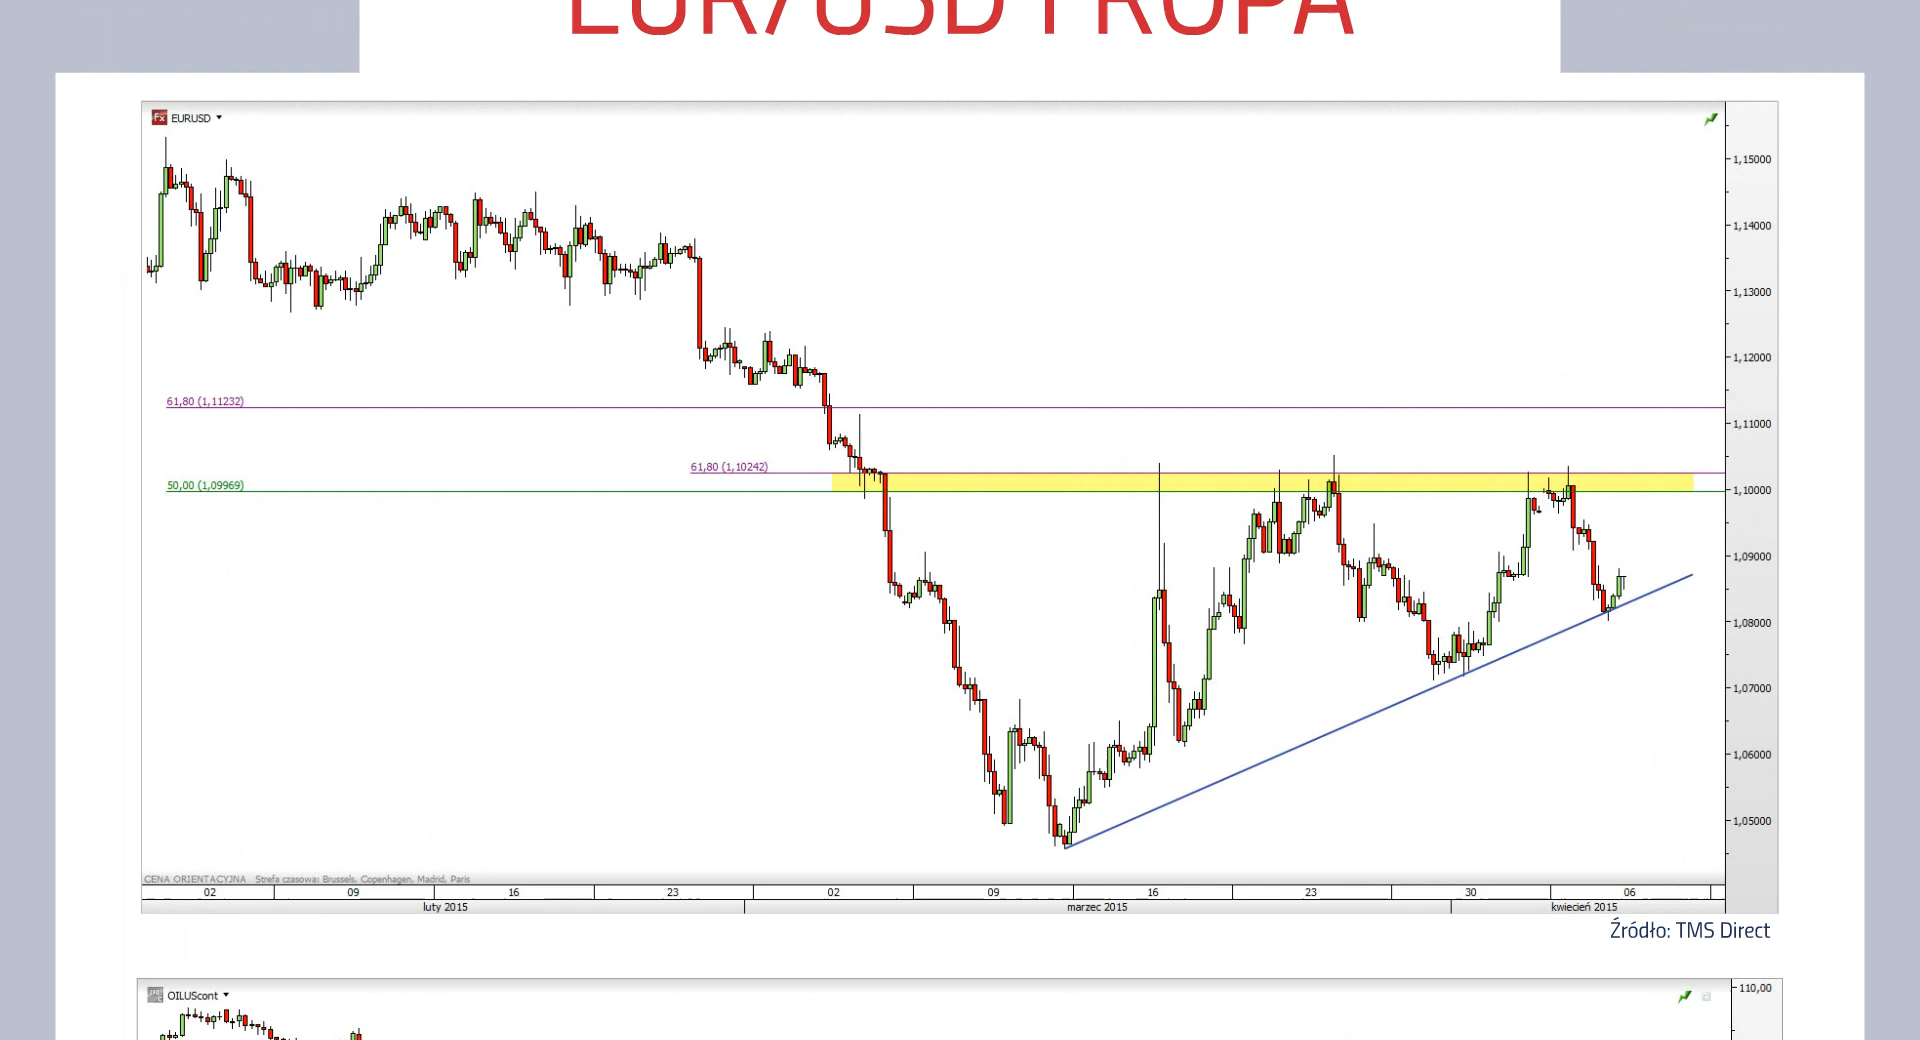 EUR/USD I ROPA
Fx EURUSD
1,15000
1,14000
1,13000
1,12000
61,80 (1,11232)
1,11000
61,80 (1,10242)
50,00 (1,09969)
1,10000
1,09000
1,08000
1,07000
1,06000
1,05000
CENA ORIENTACYJNA Strefa czasowa: Brussels, Copenhagen, Madrid, Paris
02 09 16 23 02 09 16 23 30 06
luty 2015 marzec 2015 kwiecień 2015
Źródło: TMS Direct
OILUScont
110,00